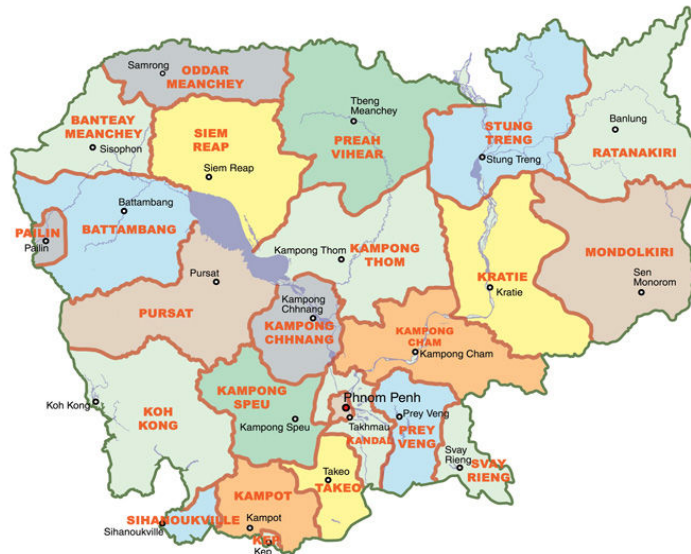 Samrong
ODDAR
MEANCHEY
BANTEAY
MEANCHEY
Sisophon
SIEM
REAP
Siem Reap
Tbeng
Meanchey
PREAH
VIHEAR
STUNG
TRENG
Stung Treng
Banlung
RATANAKIRI
PAILIN
Pailin
Battambang
BATTAMBANG
Kampong Thom
KAMPONG
THOM
KRATIE
Kratie
MONDOLKIRI
Sen
Monorom
Pursat
PURSAT
Kampong
Chhnang
KAMPONG
CHHNANG
KAMPONG
CHAM
Kampong Cham
Koh Kong
KOH
KONG
KAMPONG
SPEU
Kampong Speu
Phnom Penh
Takhmau
KANDAL
Prey Veng
PREY
VENG
Svay
Rieng
SVAY
RIENG
Takeo
TAKEO
KAMPOT
Kampot
SIHANOUKVILLE
Sihanoukville
KEP
Kep